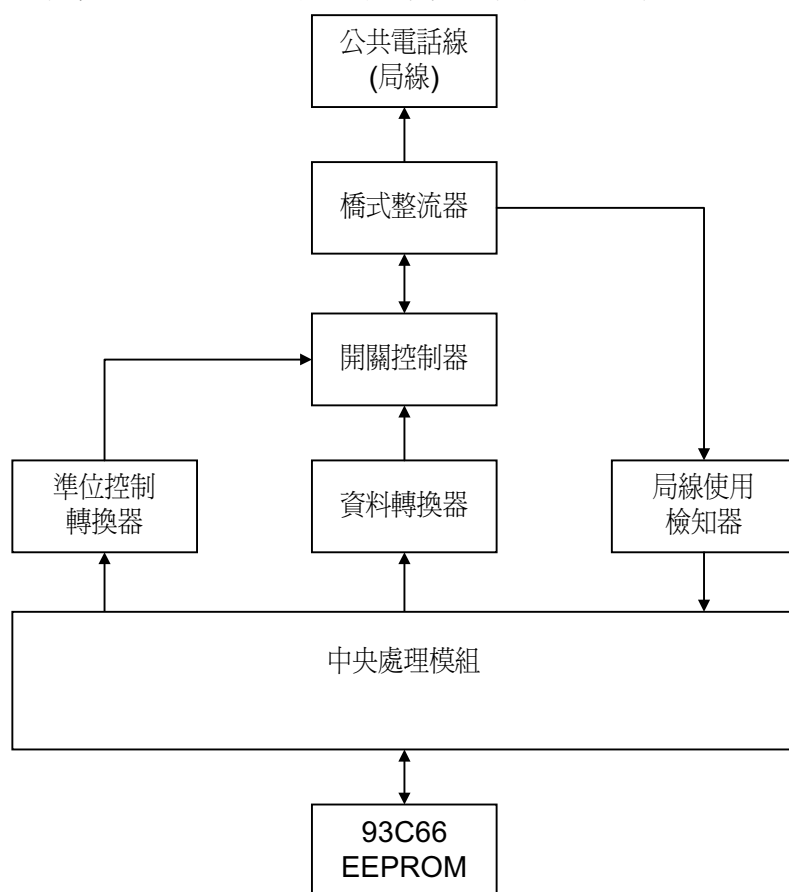 公共電話線
(局線)
橋式整流器
開關控制器
準位控制
轉換器
資料轉換器
局線使用
檢知器
中央處理模組
93C66
EEPROM